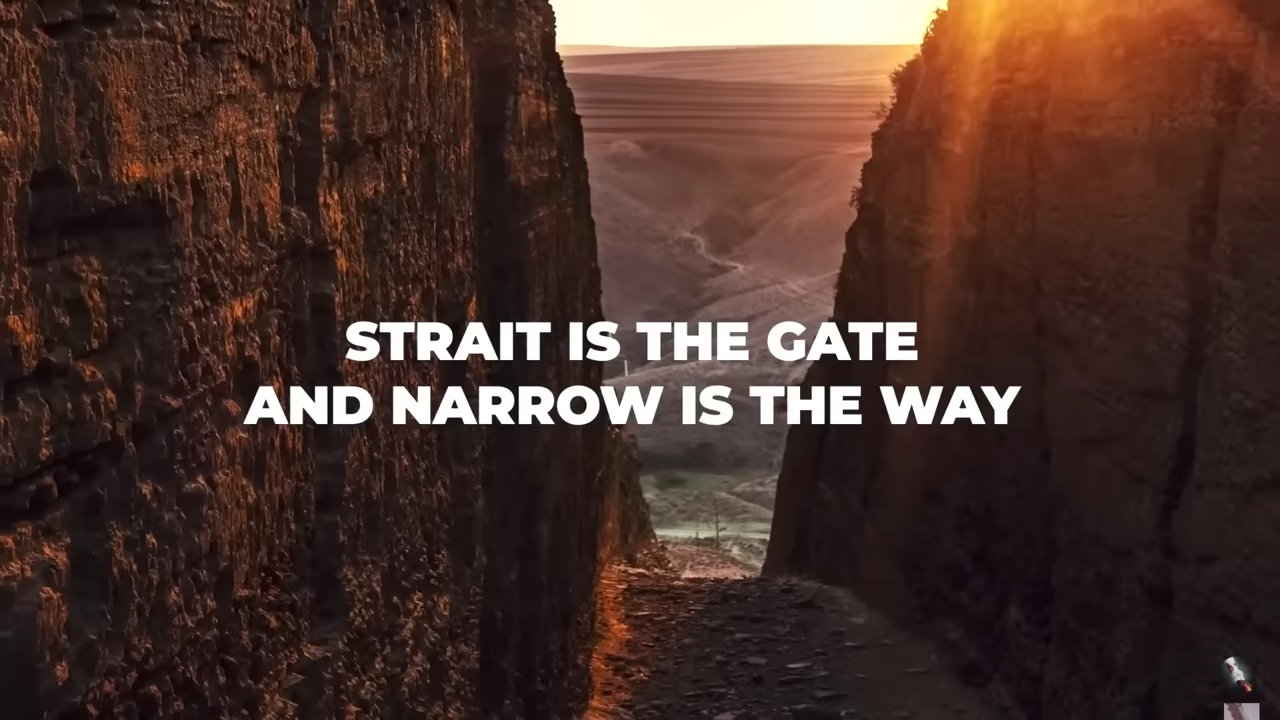 STRAIT IS THE GATE
AND NARROW IS THE WAY